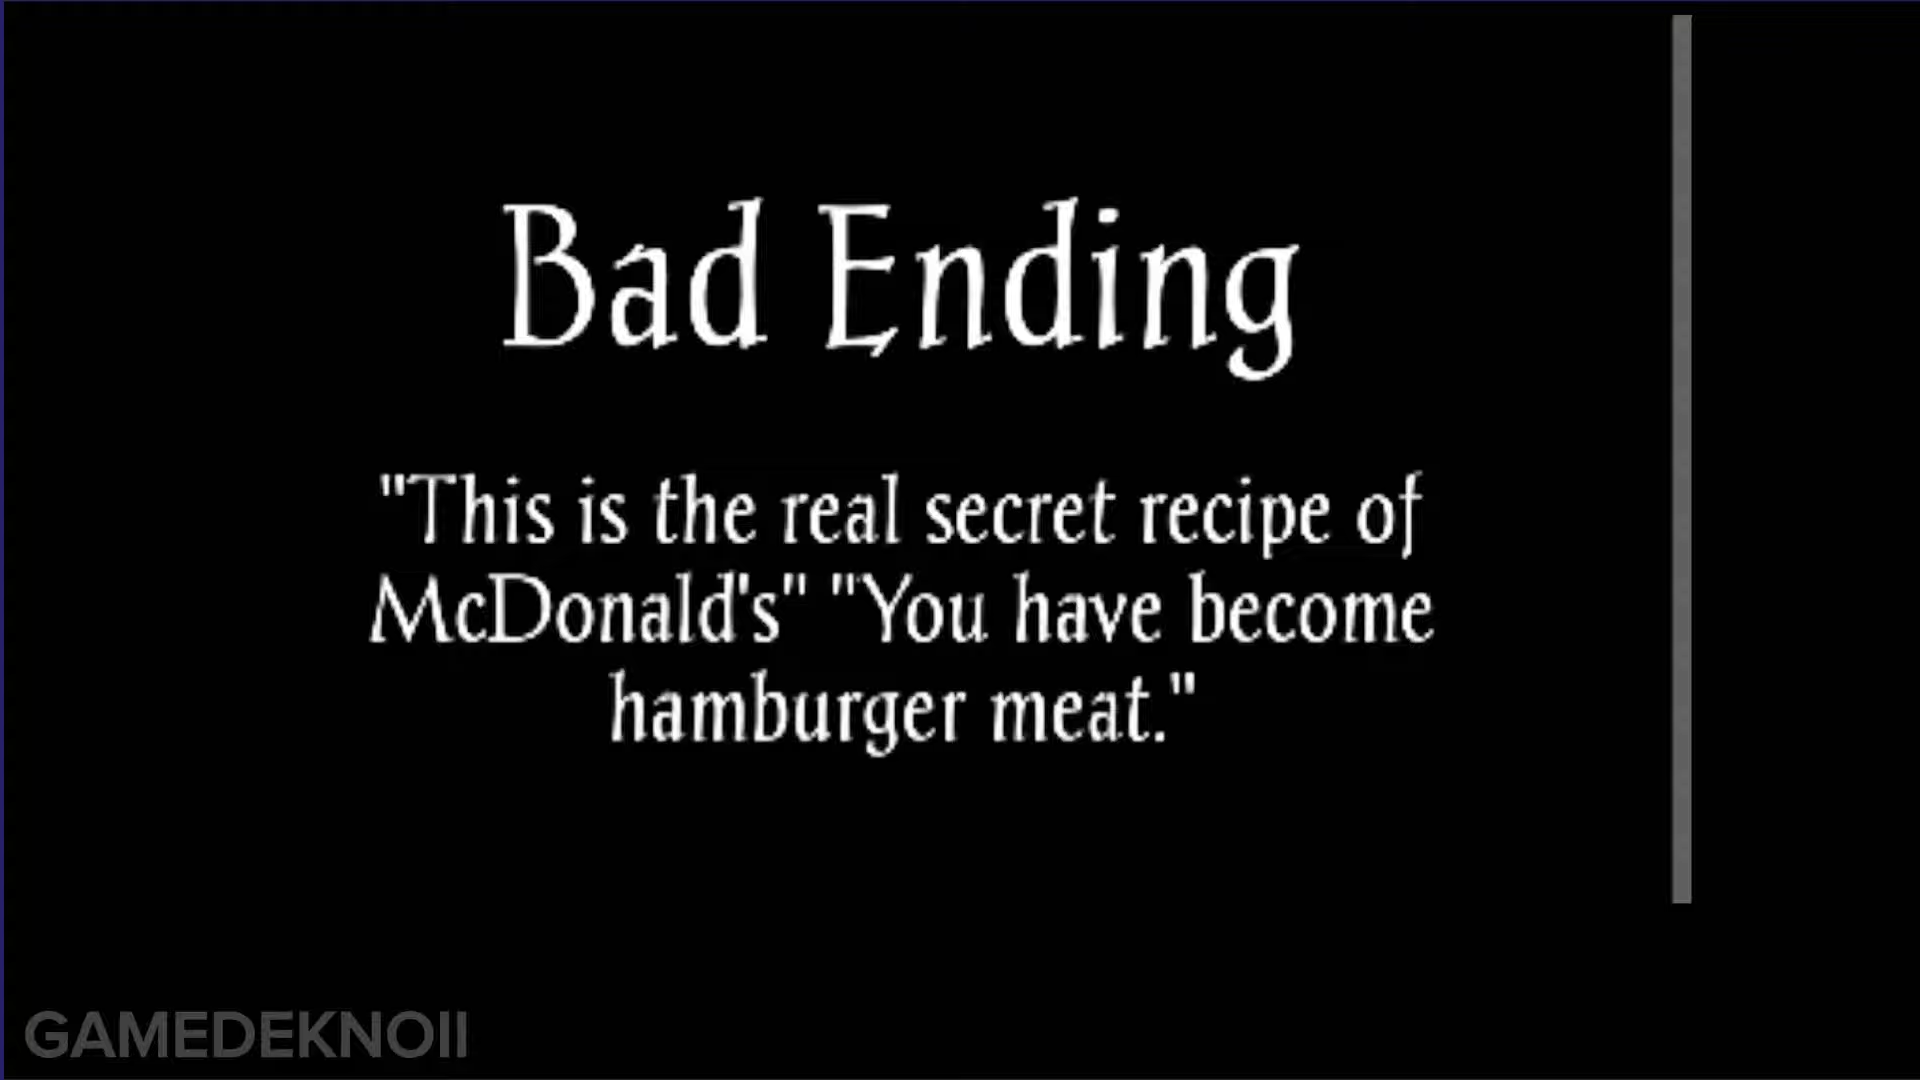 Bad Ending
"This is the real secret recipe of
McDonald's" "You have become
hamburger meat."
GAMEDEKNOII